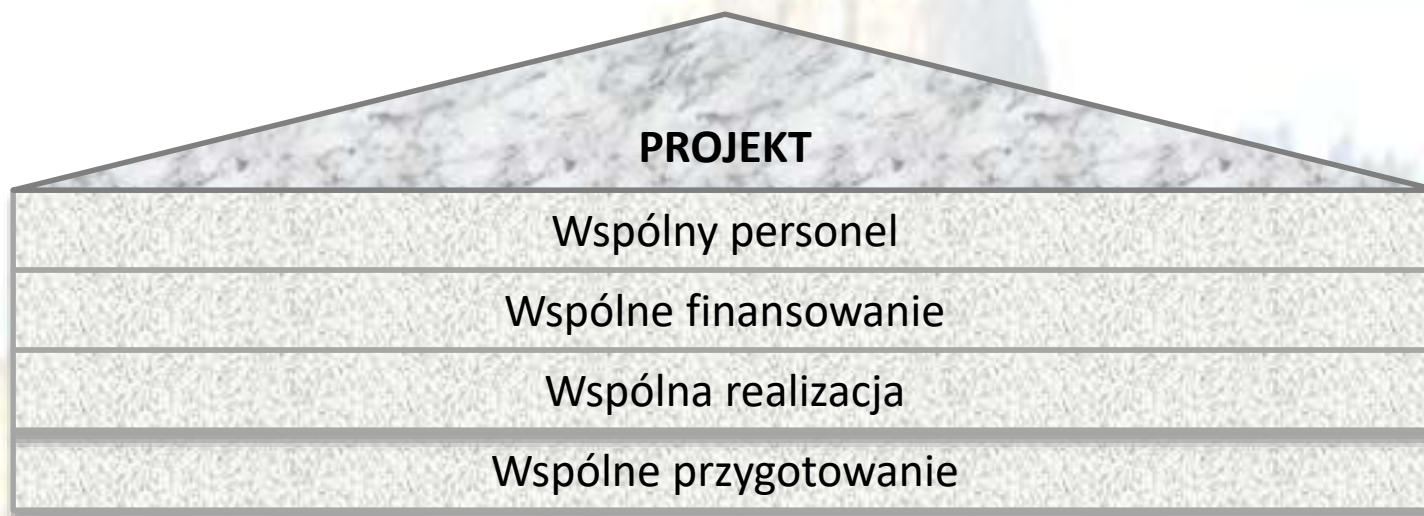 PROJEKT
Wspólny personel
Wspólne finansowanie
Wspólna realizacja
Wspólne przygotowanie